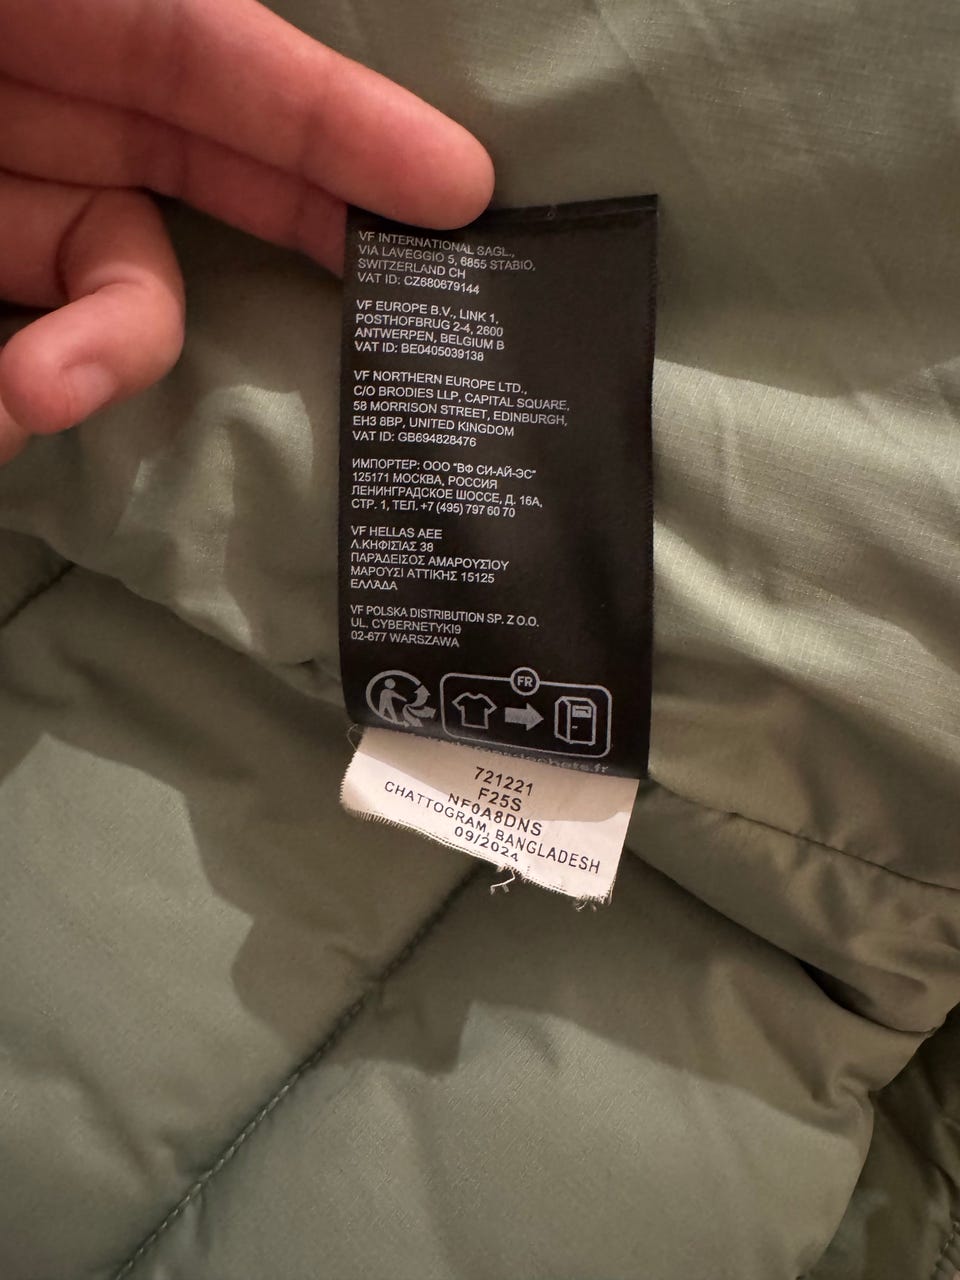 VF INTERNATIONAL SAGL.,
VIA LAVEGGIO 5, 6855 STABIO,
SWITZERLAND CH
VAT ID: CZ680679144
VF EUROPE B.V., LINK 1,
POSTHOFBRUG 2-4, 2600
ANTWERPEN, BELGIUM B
VAT ID: BE0405039138
VF NORTHERN EUROPE LTD.,
C/O BRODIES LLP, CAPITAL SQUARE,
58 MORRISON STREET, EDINBURGH,
EH3 8BP, UNITED KINGDOM
VAT ID: GB694828476
ИМПОРТЕР: ООО "ВФ СИ-АЙ-ЭС"
125171 МОСКВА, РОССИЯ
ЛЕНИНГРАДСКОЕ ШОССЕ, Д. 16А,
СТР. 1, ТЕЛ. +7 (495) 797 60 70
VF HELLAS AEE
Λ.ΚΗΦΙΣΙΑΣ 38
ΠΑΡΆΔΕΙΣΟΣ ΑΜΑΡΟΥΣΙΟΥ
ΜΑΡΟΎΣΙ ΑΤΤΙΚΗΣ 15125
ΕΛΛΆΔΑ
VF POLSKA DISTRIBUTION SP. Z O.O.
UL. CYBERNETYKI9
02-677 WARSZAWA
FR
721221
F25S
NF0A8DNS
CHATTOGRAM, BANGLADESH
09/2024